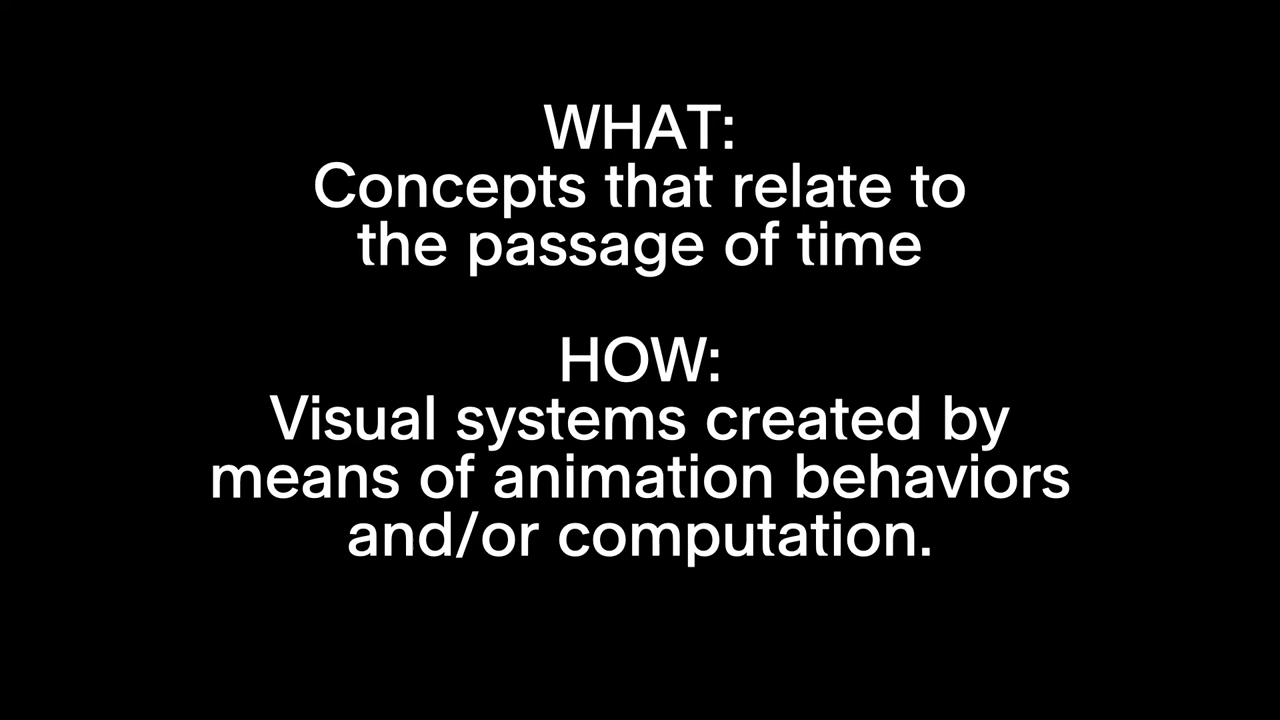 WHAT:
Concepts that relate to
the passage of time
HOW:
Visual systems created by
means of animation behaviors
and/or computation.